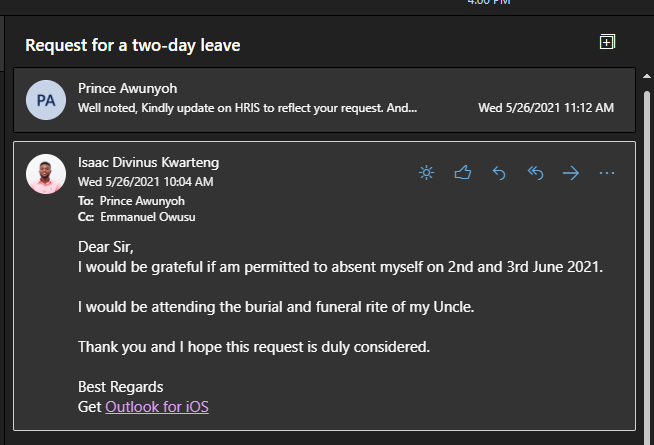 4:00 PM
Request for a two-day leave
PA
Prince Awunyoh
Well noted, Kindly update on HRIS to reflect your request. And...
Wed 5/26/2021 11:12 AM
Isaac Divinus Kwarteng
Wed 5/26/2021 10:04 AM
To: Prince Awunyoh
Cc: Emmanuel Owusu
Dear Sir,
I would be grateful if am permitted to absent myself on 2nd and 3rd June 2021.
I would be attending the burial and funeral rite of my Uncle.
Thank you and I hope this request is duly considered.
Best Regards
Get Outlook for iOS